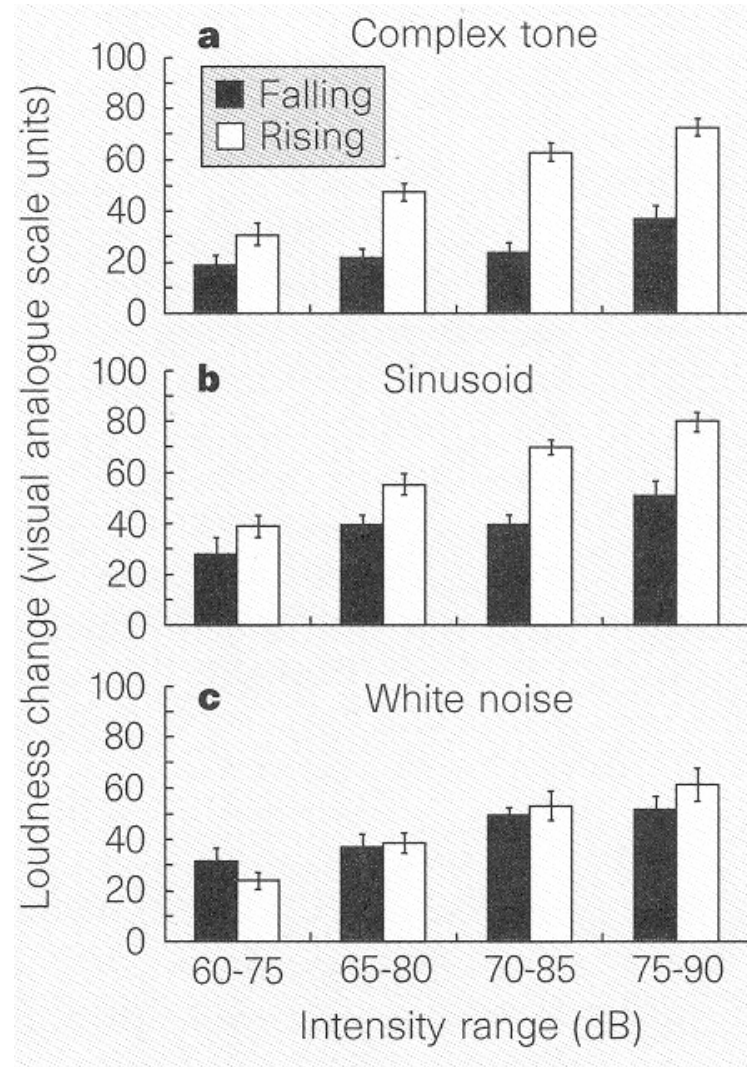 Loudness change (visual analogue scale units)
a Complex tone
Falling
Rising
100
80
60
40
20
0
b Sinusoid
100
80
60
40
20
0
c White noise
100
80
60
40
20
0
60-75 65-80 70-85 75-90
Intensity range (dB)